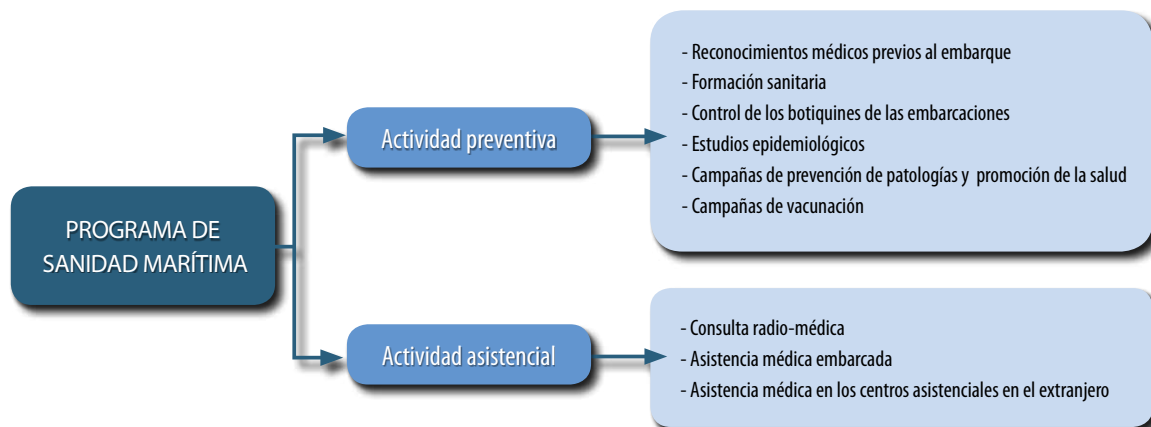 PROGRAMA DE
SANIDAD MARÍTIMA
Actividad preventiva
- Reconocimientos médicos previos al embarque
- Formación sanitaria
- Control de los botiquines de las embarcaciones
- Estudios epidemiológicos
- Campañas de prevención de patologías y promoción de la salud
- Campañas de vacunación
Actividad asistencial
- Consulta radio-médica
- Asistencia médica embarcada
- Asistencia médica en los centros asistenciales en el extranjero